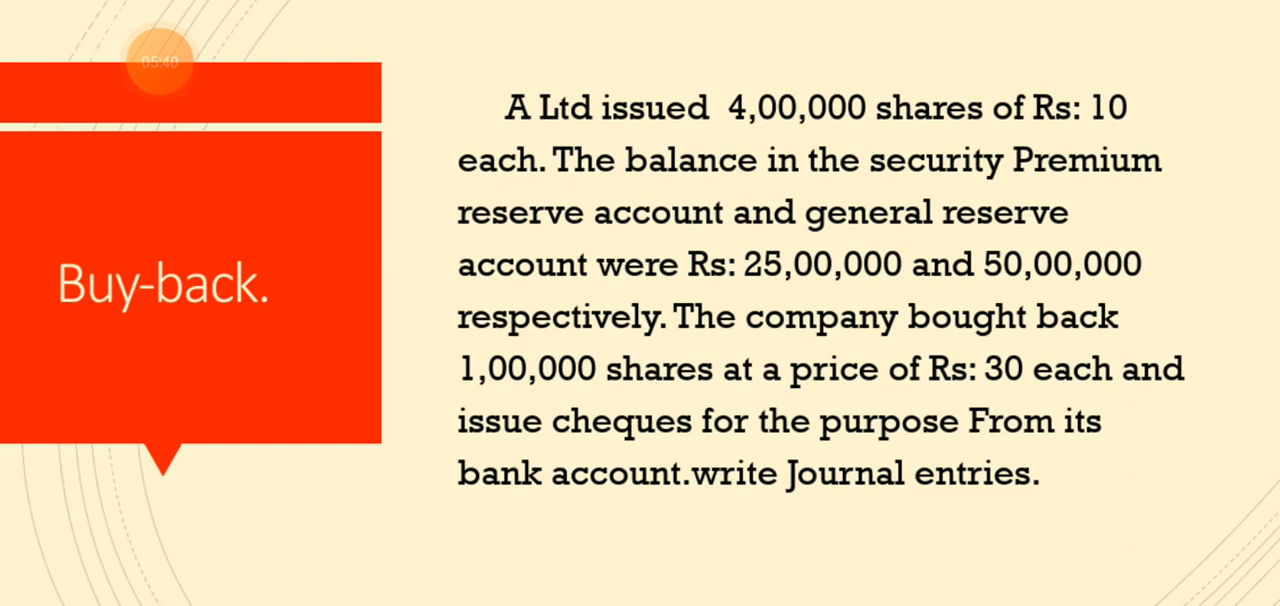 05:40
Buy-back.
A Ltd issued 4,00,000 shares of Rs: 10
each. The balance in the security Premium
reserve account and general reserve
account were Rs: 25,00,000 and 50,00,000
respectively. The company bought back
1,00,000 shares at a price of Rs: 30 each and
issue cheques for the purpose From its
bank account.write Journal entries.